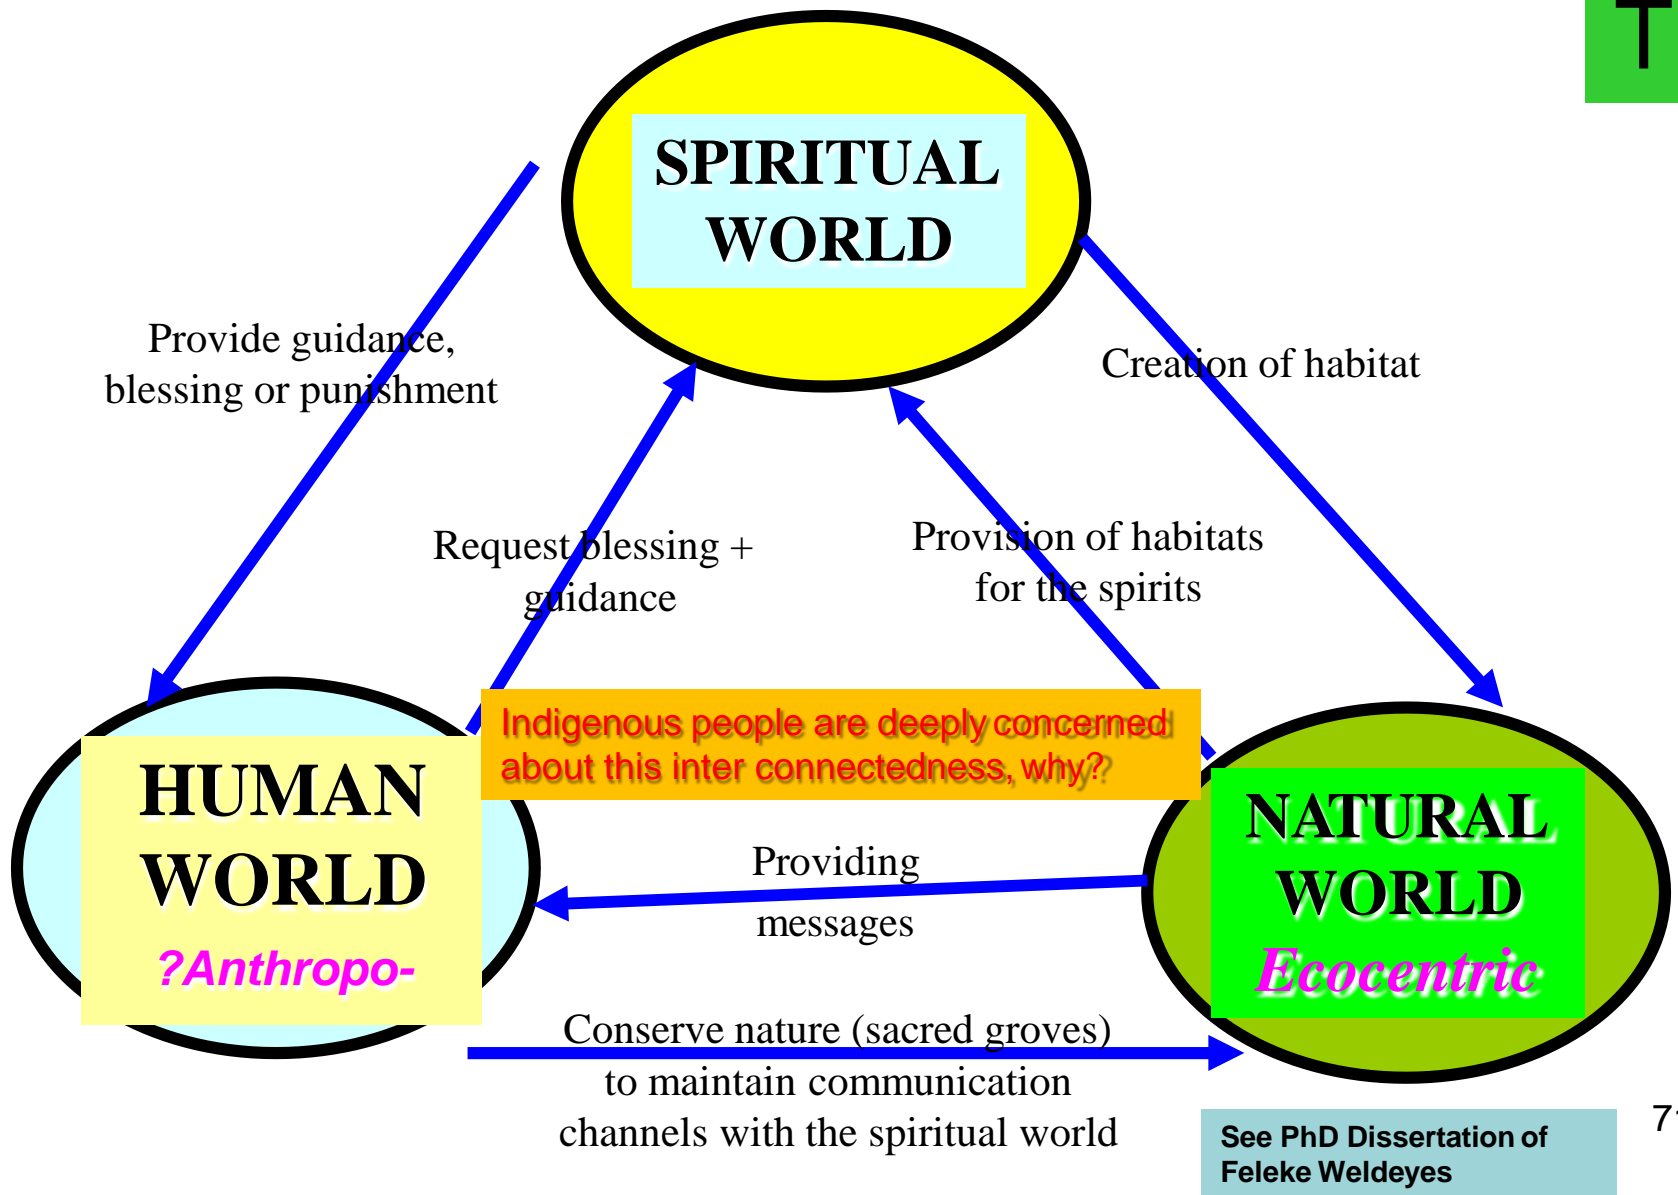 T
SPIRITUAL
WORLD
Provide guidance,
blessing or punishment
Creation of habitat
Request blessing +
guidance
Provision of habitats
for the spirits
Indigenous people are deeply concerned
about this inter connectedness, why?
HUMAN
WORLD
?Anthropo-
NATURAL
WORLD
Ecocentric
Providing
messages
Conserve nature (sacred groves)
to maintain communication
channels with the spiritual world
See PhD Dissertation of
Feleke Weldeyes